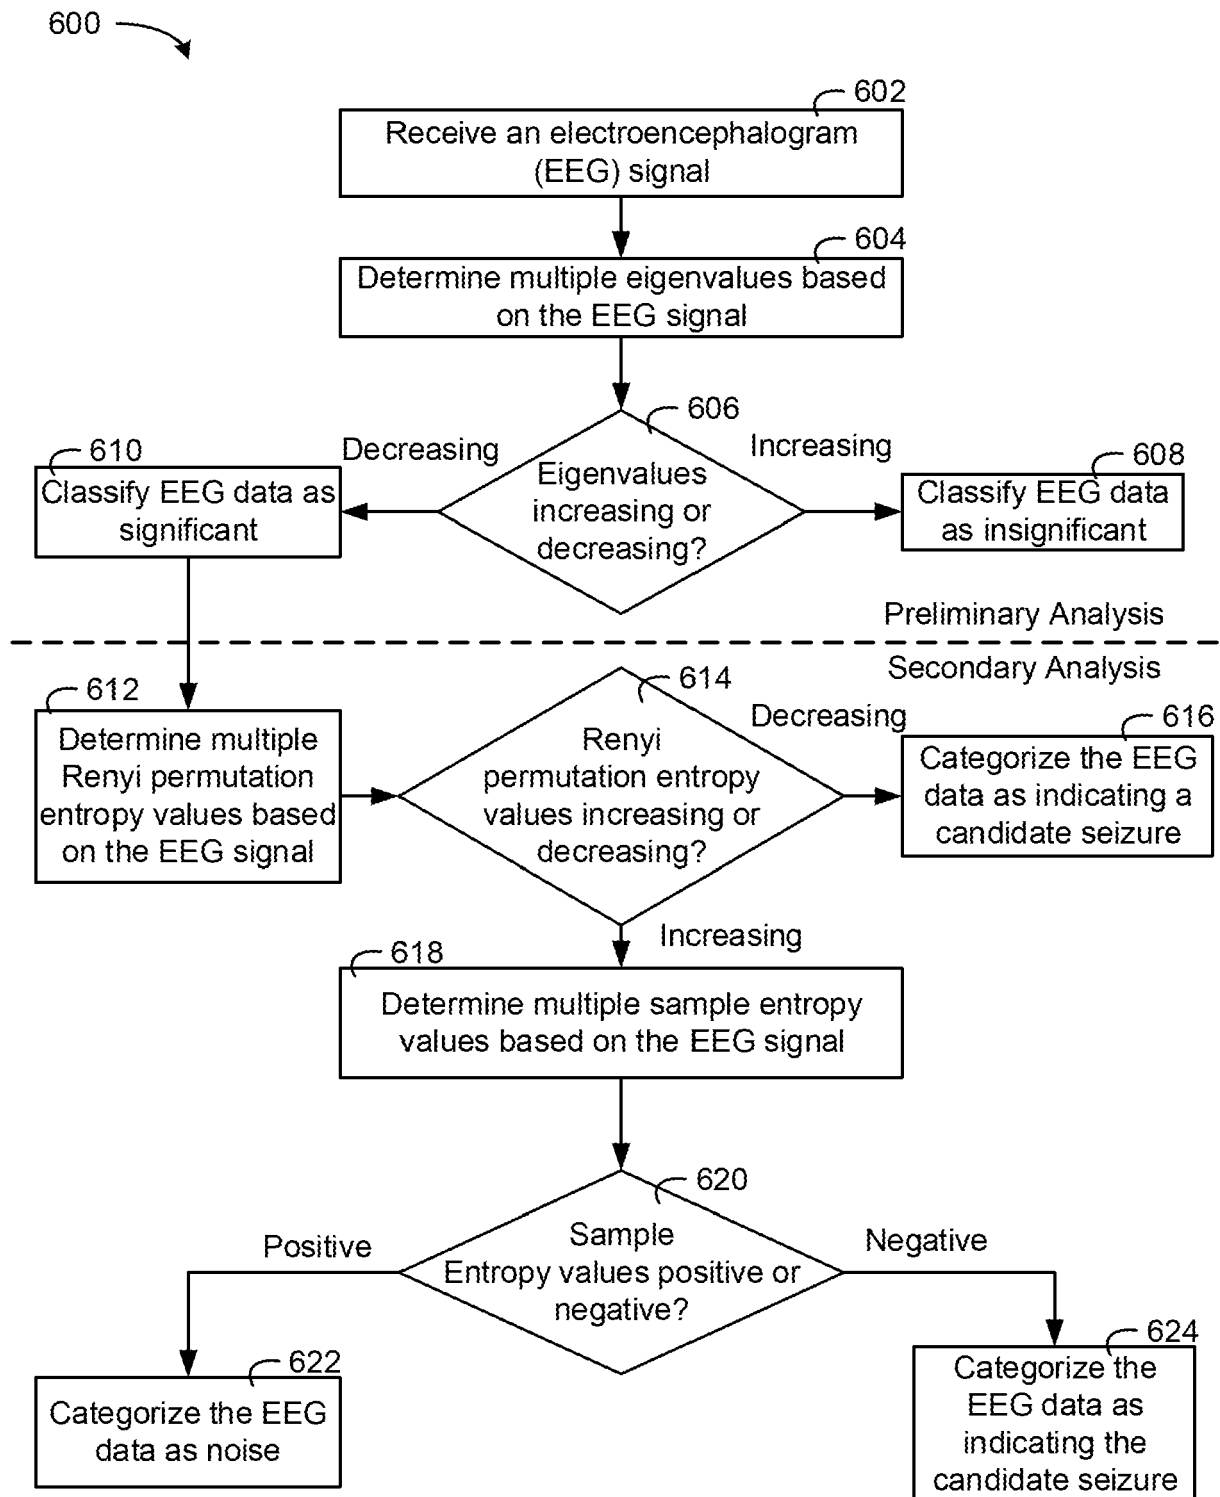 600
602
Receive an electroencephalogram
(EEG) signal
604
Determine multiple eigenvalues based
on the EEG signal
606
Eigenvalues
increasing or
decreasing?
Decreasing
Increasing
610
Classify EEG data as
significant
608
Classify EEG data
as insignificant
Preliminary Analysis
Secondary Analysis
612
Determine multiple
Renyi permutation
entropy values based
on the EEG signal
614
Renyi
permutation entropy
values increasing or
decreasing?
Decreasing
616
Categorize the EEG
data as indicating a
candidate seizure
Increasing
618
Determine multiple sample entropy
values based on the EEG signal
620
Sample
Entropy values positive or
negative?
Positive
Negative
622
Categorize the EEG
data as noise
624
Categorize the
EEG data as
indicating the
candidate seizure